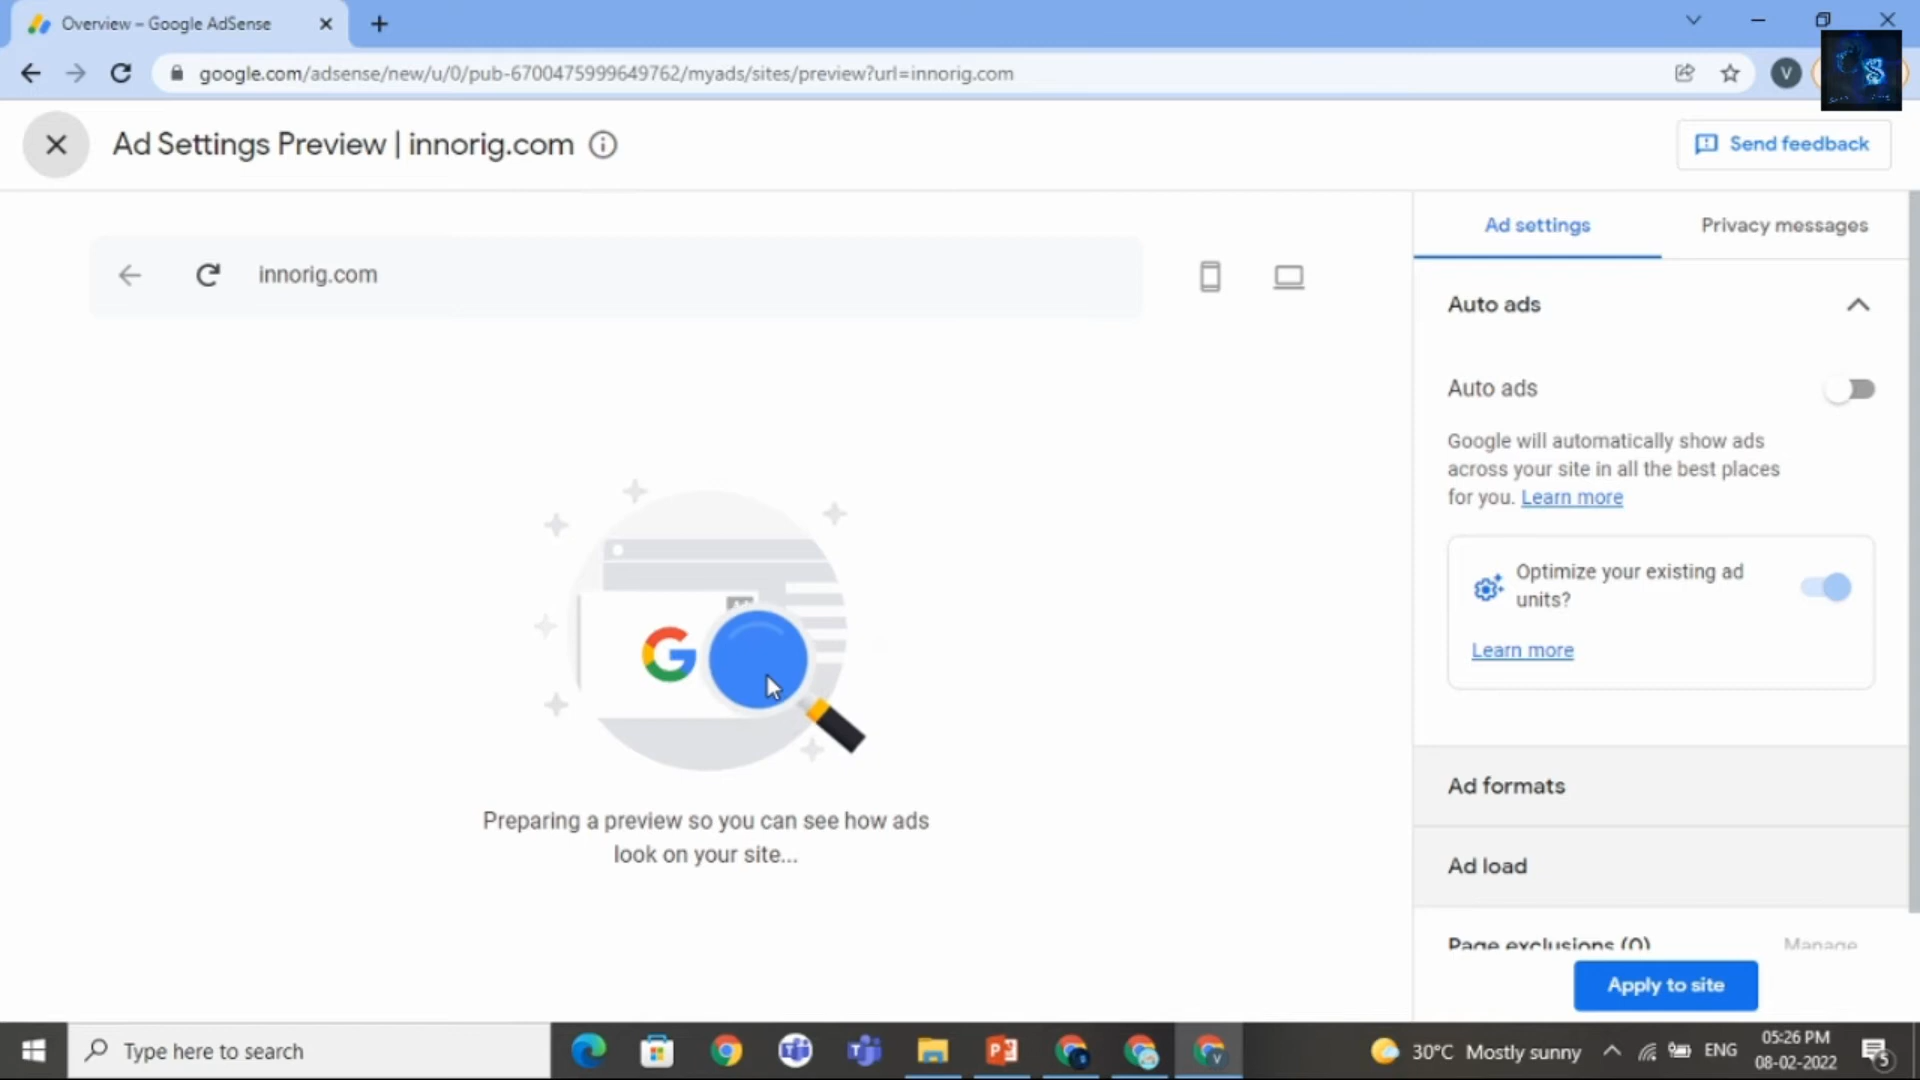 Overview – Google AdSense
google.com/adsense/new/u/0/pub-6700475999649762/myads/sites/preview?url=innorig.com
V
Ad Settings Preview | innorig.com
Send feedback
innorig.com
Ad settings
Privacy messages
Auto ads
Auto ads
Google will automatically show ads
across your site in all the best places
for you. Learn more
Optimize your existing ad
units?
Learn more
Preparing a preview so you can see how ads
look on your site...
Ad formats
Ad load
Page exclusions (0)
Manage
Apply to site
Type here to search
30°C Mostly sunny
ENG
05:26 PM
08-02-2022
5